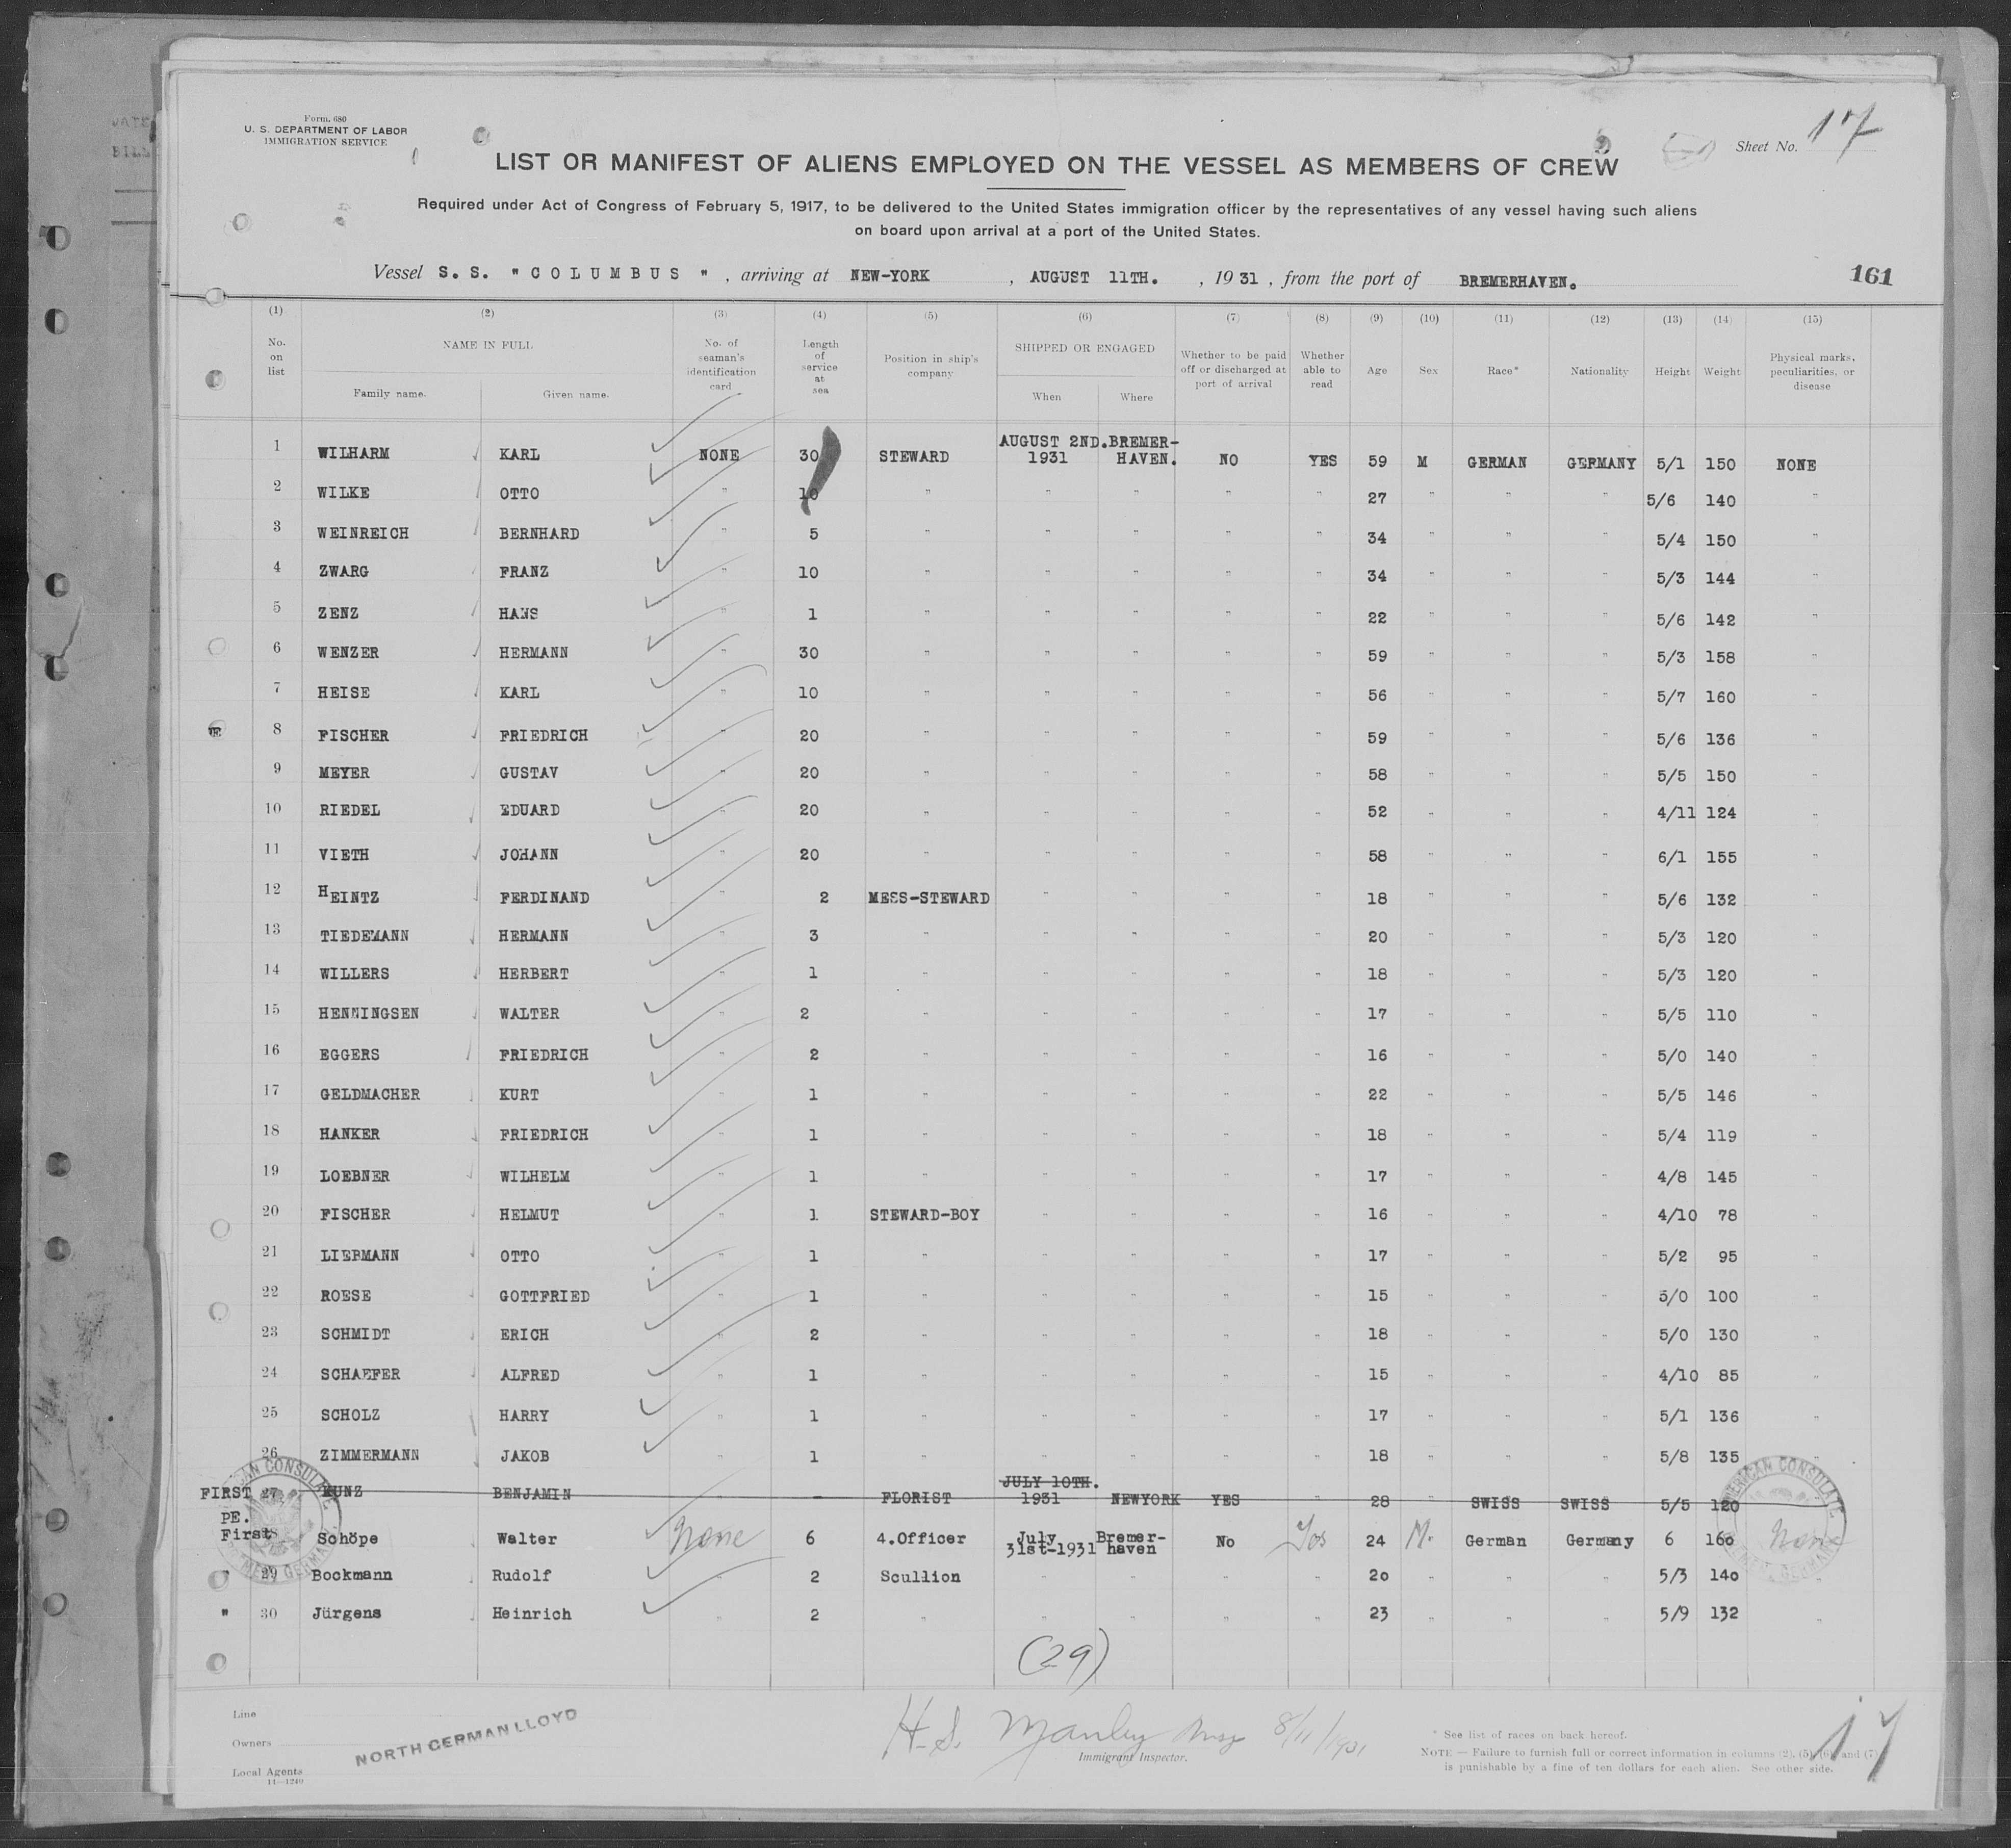 Form. 680
U. S. DEPARTMENT OF LABOR
IMMIGRATION SERVICE
Sheet No. 17
LIST OR MANIFEST OF ALIENS EMPLOYED ON THE VESSEL AS MEMBERS OF CREW
Required under Act of Congress of February 5, 1917, to be delivered to the United States immigration officer by the representatives of any vessel having such aliens
on board upon arrival at a port of the United States.
Vessel S. S. "COLUMBUS", arriving at NEW-YORK, AUGUST 11TH., 1931, from the port of BREMERHAVEN.
161
(1) (2) (3) (4) (5) (6) (7) (8) (9) (10) (11) (12) (13) (14) (15)
No. on list NAME IN FULL Family name. Given name. No. of seaman's identification card Length of service at sea Position in ship's company SHIPPED OR ENGAGED When Where Whether to be paid off or discharged at port of arrival Whether able to read Age Sex Race* Nationality Height Weight Physical marks, peculiarities, or disease
1 WILHARM KARL NONE 30 STEWARD AUGUST 2ND. 1931 BREMER-HAVEN. NO YES 59 M GERMAN GERMANY 5/1 150 NONE
2 WILKE OTTO " 10 " " " " " 27 " " " 5/6 140 "
3 WEINREICH BERNHARD " 5 " " " " " 34 " " " 5/4 150 "
4 ZWARG FRANZ " 10 " " " " " 34 " " " 5/3 144 "
5 ZENZ HANS " 1 " " " " " 22 " " " 5/6 142 "
6 WENZER HERMANN " 30 " " " " " 59 " " " 5/3 158 "
7 HEISE KARL " 10 " " " " " 56 " " " 5/7 160 "
8 FISCHER FRIEDRICH " 20 " " " " " 59 " " " 5/6 136 "
9 MEYER GUSTAV " 20 " " " " " 58 " " " 5/5 150 "
10 RIEDEL EDUARD " 20 " " " " " 52 " " " 4/11 124 "
11 VIETH JOHANN " 20 " " " " " 58 " " " 6/1 155 "
12 HEINTZ FERDINAND " 2 MESS-STEWARD " " " " 18 " " " 5/6 132 "
13 TIEDEMANN HERMANN " 3 " " " " " 20 " " " 5/3 120 "
14 WILLERS HERBERT " 1 " " " " " 18 " " " 5/3 120 "
15 HENNINGSEN WALTER " 2 " " " " " 17 " " " 5/5 110 "
16 EGGERS FRIEDRICH " 2 " " " " " 16 " " " 5/0 140 "
17 GELDMACHER KURT " 1 " " " " " 22 " " " 5/5 146 "
18 HANKER FRIEDRICH " 1 " " " " " 18 " " " 5/4 119 "
19 LOEBNER WILHELM " 1 " " " " " 17 " " " 4/8 145 "
20 FISCHER HELMUT " 1 STEWARD-BOY " " " " 16 " " " 4/10 78 "
21 LIEPMANN OTTO " 1 " " " " " 17 " " " 5/2 95 "
22 ROESE GOTTFRIED " 1 " " " " " 15 " " " 5/0 100 "
23 SCHMIDT ERICH " 2 " " " " " 18 " " " 5/0 130 "
24 SCHAEFER ALFRED " 1 " " " " " 15 " " " 4/10 85 "
25 SCHOLZ HARRY " 1 " " " " " 17 " " " 5/1 136 "
26 ZIMMERMANN JAKOB " 1 " " " " " 18 " " " 5/8 135
FIRST 27 KUNZ BENJAMIN " - FLORIST JULY 10TH. 1931 NEWYORK YES " 28 " SWISS SWISS 5/5 120
PE.
First 28 Schöpe Walter None 6 4.Officer July 31st-1931 Bremer-haven No Yes 24 M. German Germany 6 160 None
" 29 Bockmann Rudolf " 2 Scullion " " " " 20 " " " 5/3 140 "
" 30 Jürgens Heinrich " 2 " " " " " 23 " " " 5/9 132 "
(29)
Line
Owners
Local Agents
14—1240
NORTH GERMAN LLOYD
H. S. Manley 8/11/1931
Immigrant Inspector.
* See list of races on back hereof.
NOTE — Failure to furnish full or correct information in columns (2), (5), (6), and (7)
is punishable by a fine of ten dollars for each alien. See other side.
17